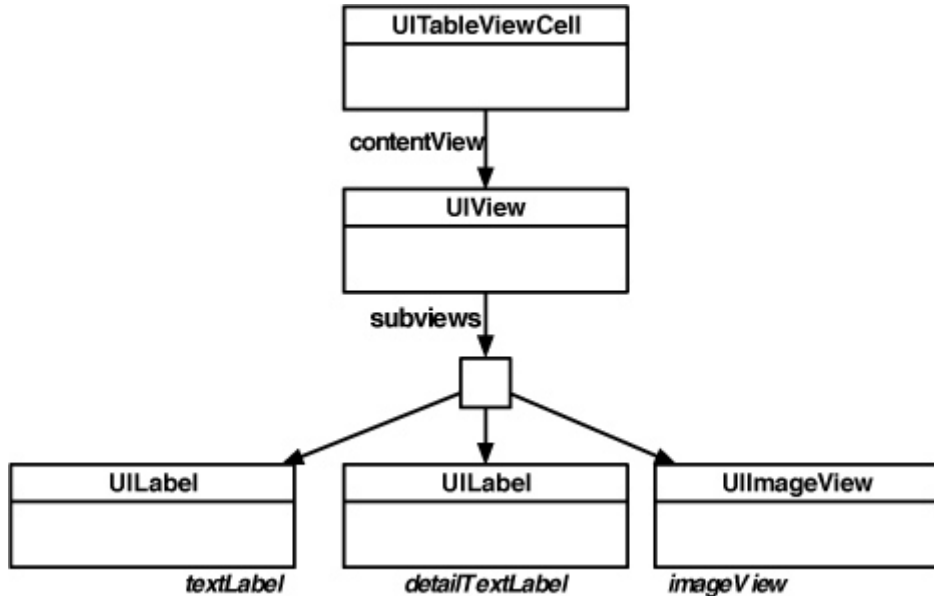 UITableViewCell
contentView
UIView
subviews
UILabel
UILabel
UIImageView
textLabel
detailTextLabel
imageView